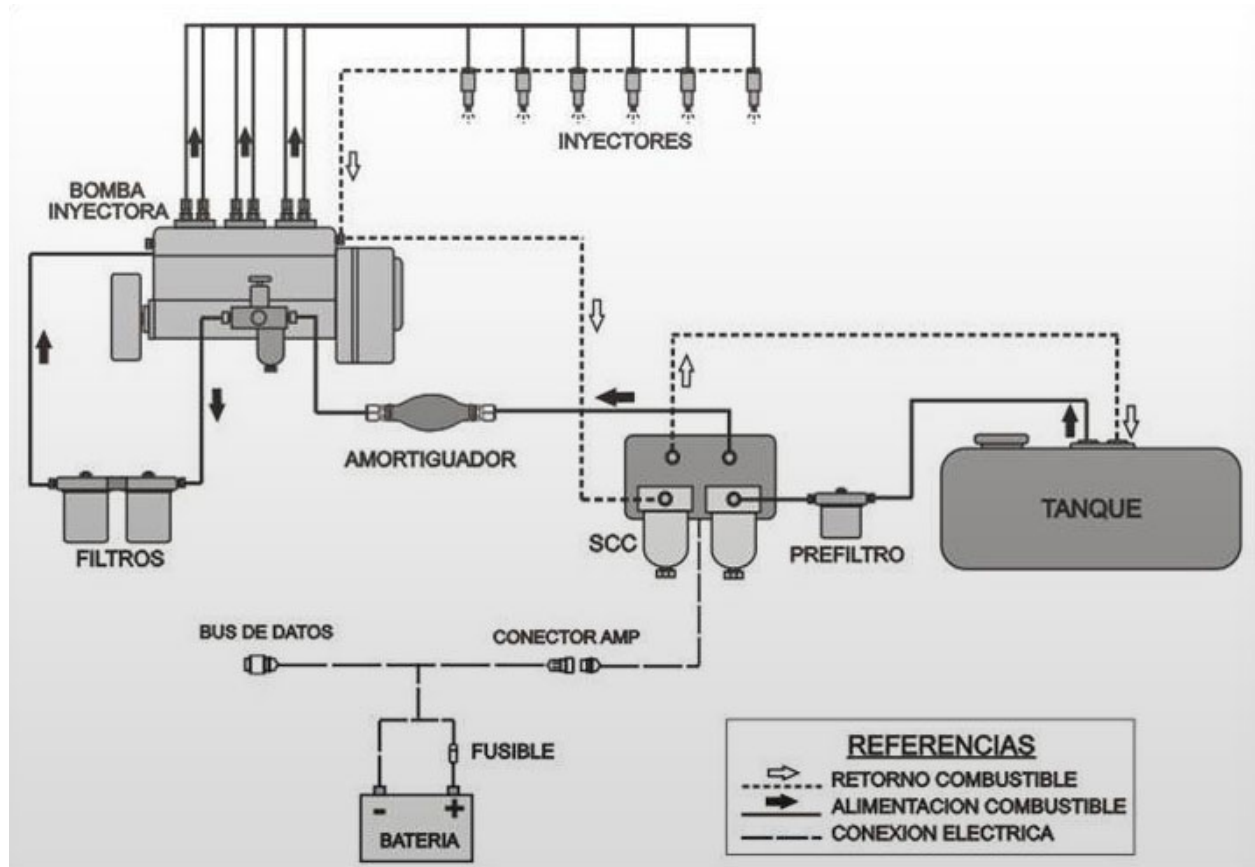 INYECTORES
BOMBA
INYECTORA
AMORTIGUADOR
TANQUE
SCC
PREFILTRO
FILTROS
BUS DE DATOS
CONECTOR AMP
FUSIBLE
- +
BATERIA
REFERENCIAS
RETORNO COMBUSTIBLE
ALIMENTACION COMBUSTIBLE
CONEXION ELECTRICA